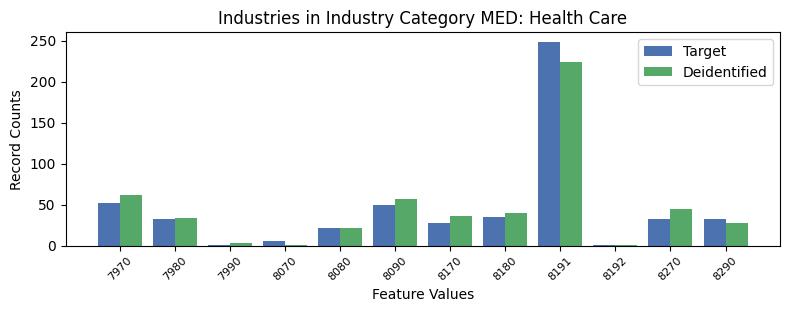 Industries in Industry Category MED: Health Care
Target
Deidentified
Record Counts
250
200
150
100
50
0
7970 7980 7990 8070 8080 8090 8170 8180 8191 8192 8270 8290
Feature Values